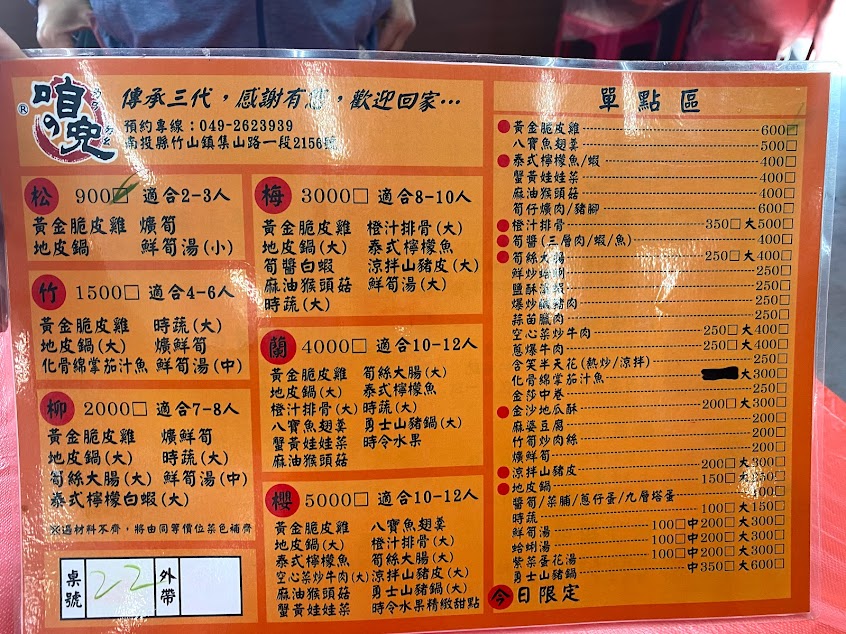 ® 咱の兜
傳承三代，感謝有您，歡迎回家…
預約專線：049-2623939
南投縣竹山鎮集山路一段2156號
松 900□ 適合2-3人
黃金脆皮雞 爌筍
地皮鍋 鮮筍湯(小)
竹 1500□ 適合4-6人
黃金脆皮雞 時蔬(大)
地皮鍋(大) 爌鮮筍
化骨綿掌茄汁魚 鮮筍湯(中)
柳 2000□ 適合7-8人
黃金脆皮雞 爌鮮筍
地皮鍋(大) 時蔬(大)
筍絲大腸(大) 鮮筍湯(中)
泰式檸檬白蝦(大)
※遇材料不齊，將由同等價位菜色補齊
桌號 22 外帶
梅 3000□ 適合8-10人
黃金脆皮雞 橙汁排骨(大)
地皮鍋(大) 泰式檸檬魚
筍醬白蝦 涼拌山豬皮(大)
麻油猴頭菇 鮮筍湯(大)
時蔬(大)
蘭 4000□ 適合10-12人
黃金脆皮雞 筍絲大腸(大)
地皮鍋(大) 泰式檸檬魚
橙汁排骨(大) 時蔬(大)
八寶魚翅羹 勇士山豬鍋(大)
蟹黃娃娃菜 時令水果
麻油猴頭菇
櫻 5000□ 適合10-12人
黃金脆皮雞 八寶魚翅羹
地皮鍋(大) 橙汁排骨(大)
泰式檸檬魚 筍絲大腸(大)
空心菜炒牛肉(大) 涼拌山豬皮(大)
麻油猴頭菇 勇士山豬鍋(大)
蟹黃娃娃菜 時令水果精緻甜點
單點區
黃金脆皮雞 600□
八寶魚翅羹 500□
泰式檸檬魚/蝦 400□
蟹黃娃娃菜 400□
麻油猴頭菇 400□
筍仔爌肉/豬腳 600□
橙汁排骨 350□大500□
筍醬(三層肉/蝦/魚) 400□
筍絲大腸 250□大400□
鮮炒 250□
鹽酥 250□
爆炒鹹豬肉 250□
蒜苗臘肉 250□
空心菜炒牛肉 250□大400□
蔥爆牛肉 250□大400□
含笑半天花(熱炒/涼拌) 250□
化骨綿掌茄汁魚 大300□
金莎中卷 250□
金沙地瓜酥 200□大300□
麻婆豆腐 200□
竹筍炒肉絲 200□
爌鮮筍 200□
涼拌山豬皮 200□大300□
地皮鍋 150□大
醬筍/菜脯/蔥仔蛋/九層塔蛋 00□
時蔬 100□大150□
鮮筍湯 100□中200□大300□
蛤蜊湯 100□中200□大300□
紫菜蛋花湯 100□中200□大300□
勇士山豬鍋 中350□大600□
今日限定